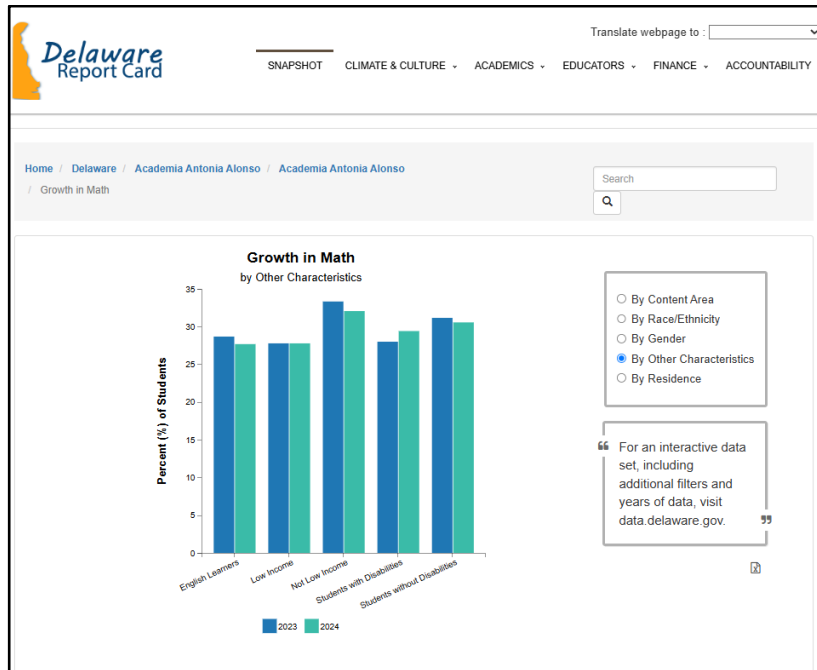 Translate webpage to :
Delaware
Report Card
SNAPSHOT CLIMATE & CULTURE ACADEMICS EDUCATORS FINANCE ACCOUNTABILITY
Home / Delaware / Academia Antonia Alonso / Academia Antonia Alonso
/ Growth in Math
Search
Growth in Math
by Other Characteristics
Percent (%) of Students
35
30
25
20
15
10
5
0
English Learners
Low Income
Not Low Income
Students with Disabilities
Students without Disabilities
2023 2024
By Content Area
By Race/Ethnicity
By Gender
By Other Characteristics
By Residence
❝ For an interactive data
set, including
additional filters and
years of data, visit
data.delaware.gov. ❞